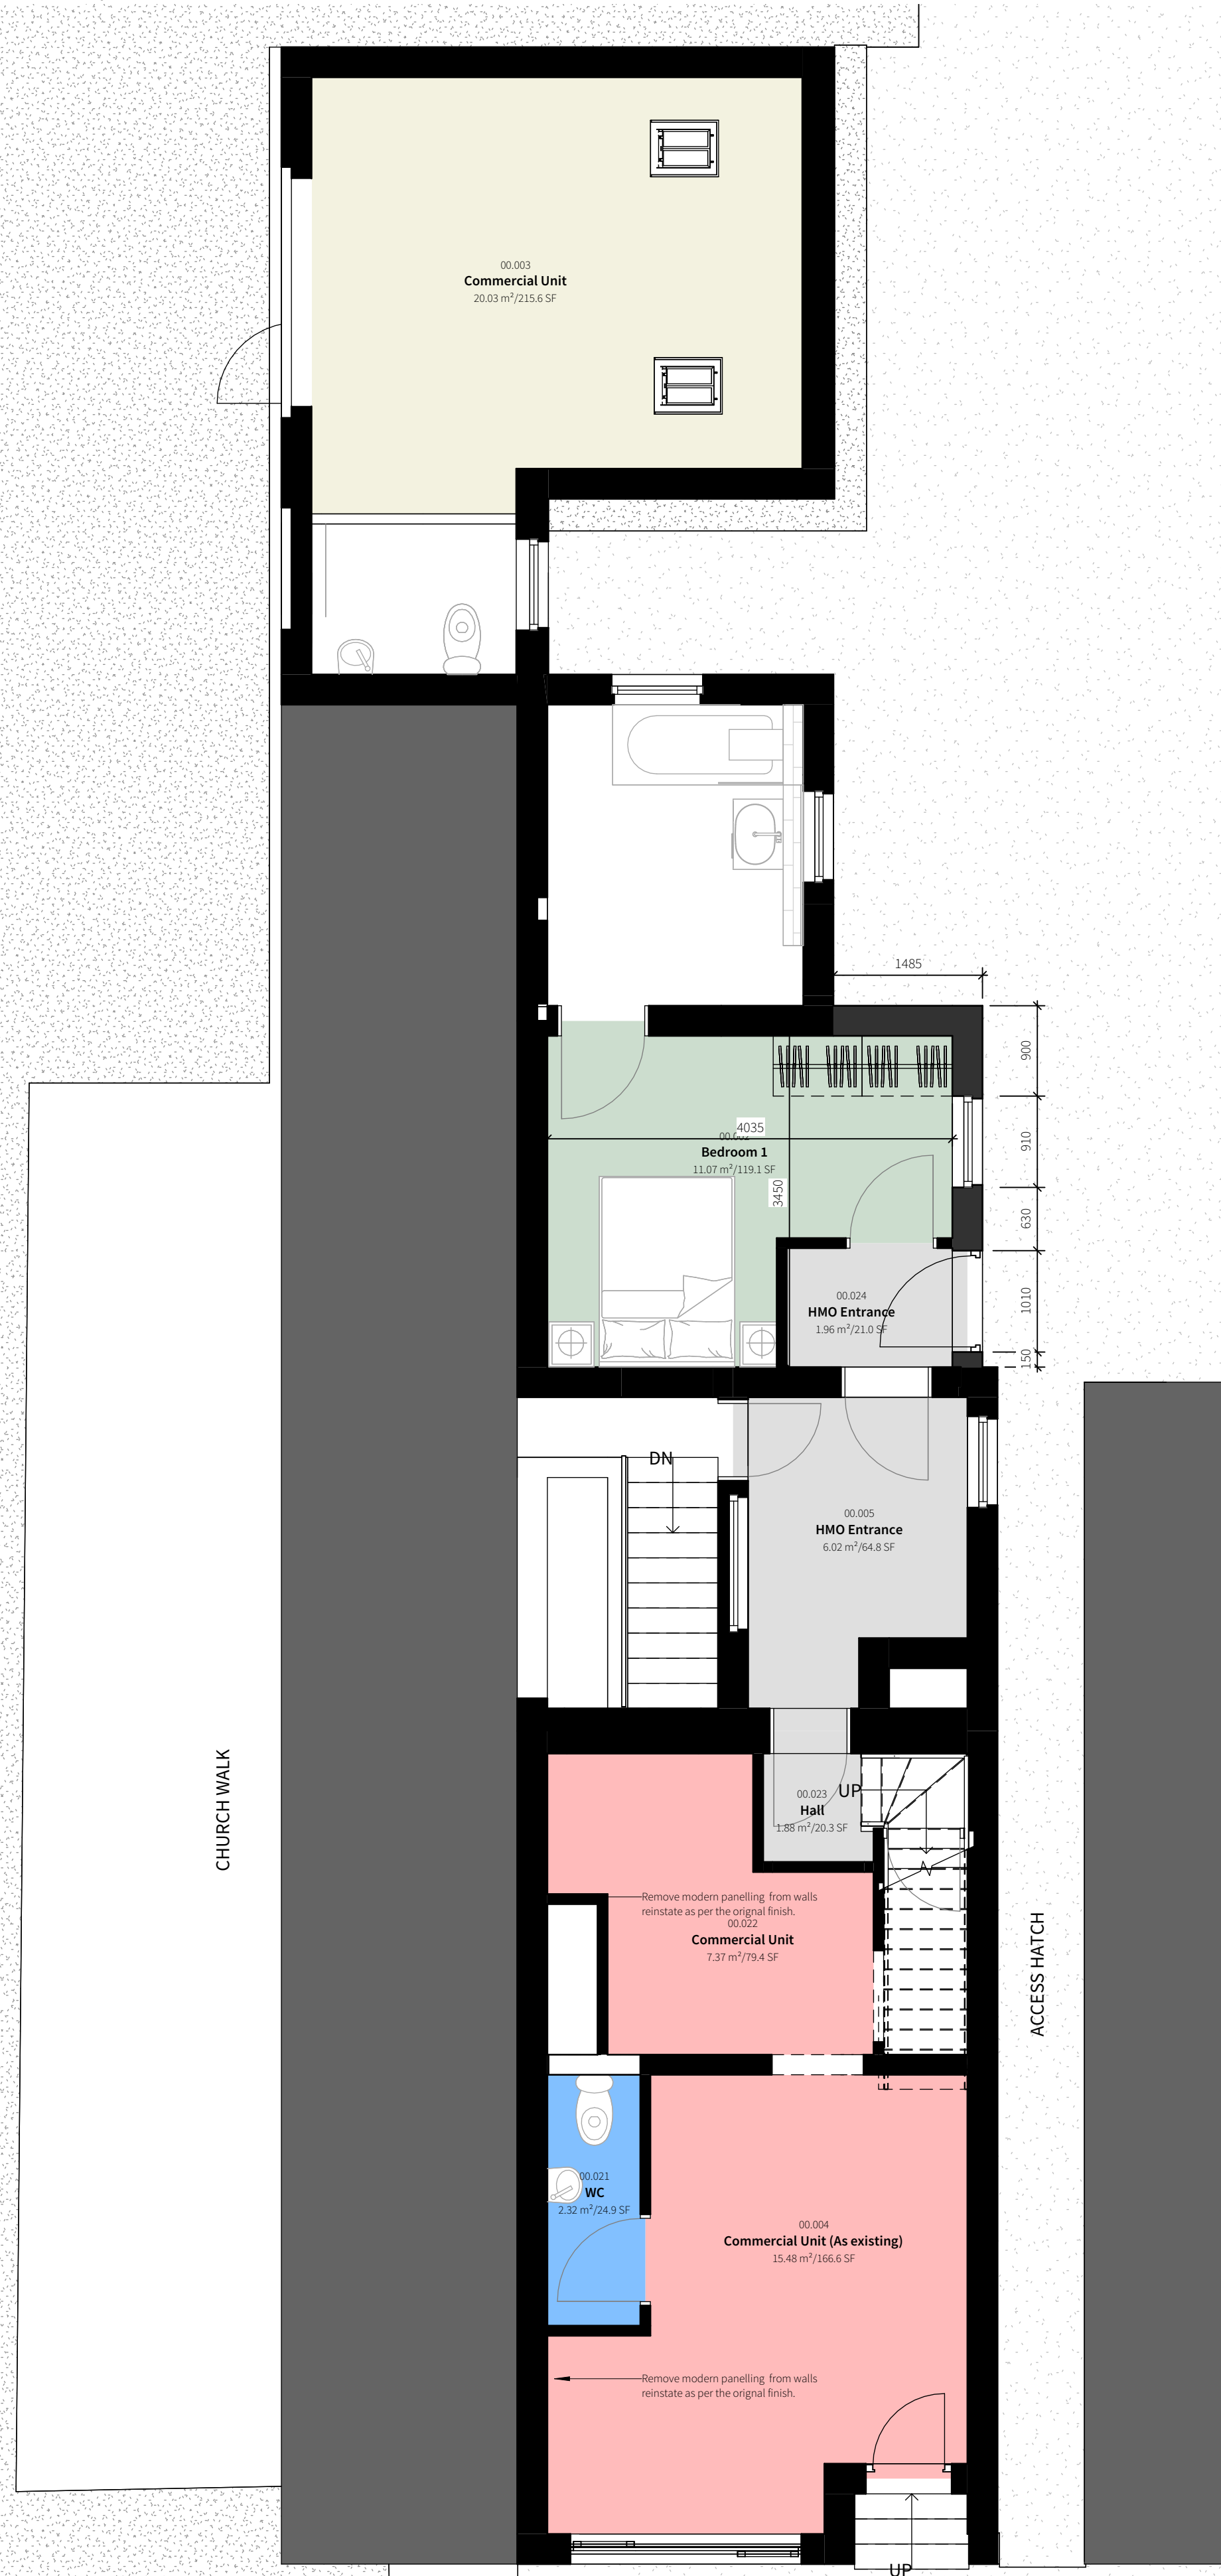 00.003
Commercial Unit
20.03 m²/215.6 SF
1485
900
4035
Bedroom 1
11.07 m²/119.1 SF
910
3450
630
00.024
HMO Entrance
1.96 m²/21.0 SF
1010
150
DN
00.005
HMO Entrance
6.02 m²/64.8 SF
CHURCH WALK
UP
00.023
Hall
1.88 m²/20.3 SF
Remove modern panelling from walls
reinstate as per the orignal finish.
00.022
Commercial Unit
7.37 m²/79.4 SF
ACCESS HATCH
00.021
WC
2.32 m²/24.9 SF
00.004
Commercial Unit (As existing)
15.48 m²/166.6 SF
Remove modern panelling from walls
reinstate as per the orignal finish.
UP